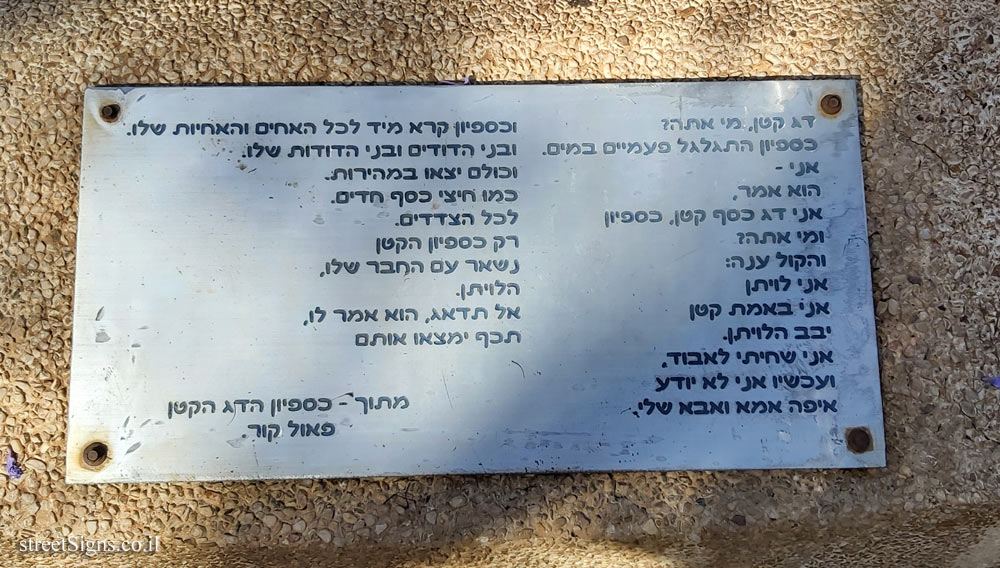 דג קטן, מי אתה?
כספיון התגלגל פעמיים במים.
אני -
הוא אמר,
אני דג כסף קטן, כספיון
ומי אתה?
והקול ענה:
אני לויתן
אני באמת קטן
יבב הלויתן.
אני שחיתי לאבוד,
ועכשיו אני לא יודע
איפה אמא ואבא שלי.
וכספיון קרא מיד לכל האחים והאחיות שלו.
ובני הדודים ובני הדודות שלו.
וכולם יצאו במהירות.
כמו חיצי כסף חדים.
לכל הצדדים.
רק כספיון הקטן
נשאר עם החבר שלו,
הלויתן.
אל תדאג, הוא אמר לו,
תכף ימצאו אותם
מתוך - כספיון הדג הקטן
פאול קור.
streetSigns.co.il